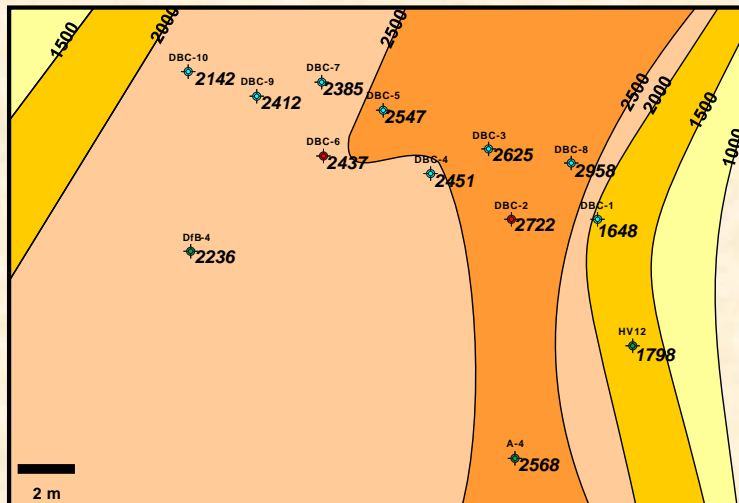 1500
2000
2500
2500
2000
1500
1000
DBC-10
2142
DBC-9
2412
DBC-7
2385
DBC-5
2547
DBC-6
2437
DBC-4
2451
DBC-3
2625
DBC-8
2958
DBC-2
2722
DBC-1
1648
DfB-4
2236
HV12
1798
A-4
2568
2 m